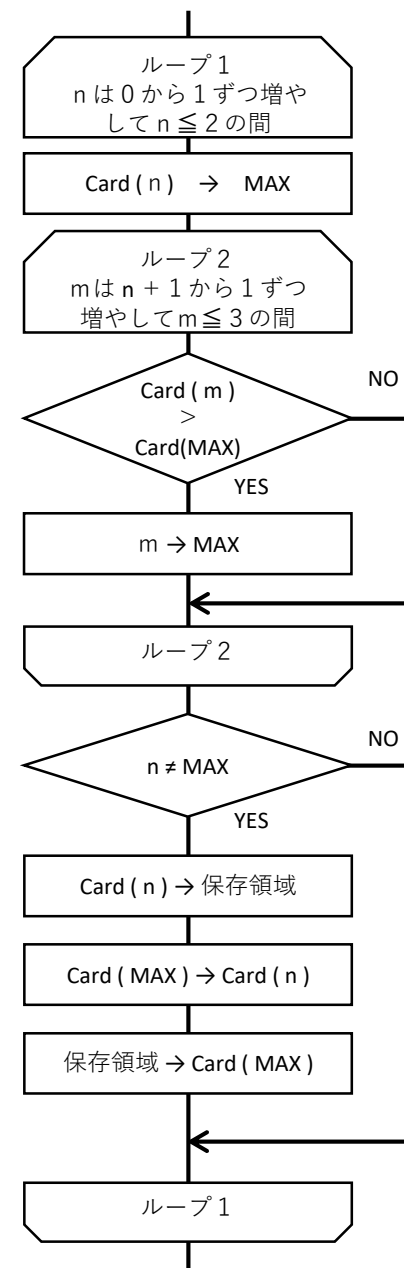 ループ１
ｎは０から１ずつ増や
してｎ≦２の間
Card ( ｎ )　→　MAX
ループ２
ｍは n + １から１ずつ
増やしてｍ≦３の間
Card ( m )
＞
Card(MAX)
NO
YES
m → MAX
ループ２
n ≠ MAX
NO
YES
Card ( n ) → 保存領域
Card ( MAX ) → Card ( n )
保存領域 → Card ( MAX )
ループ１